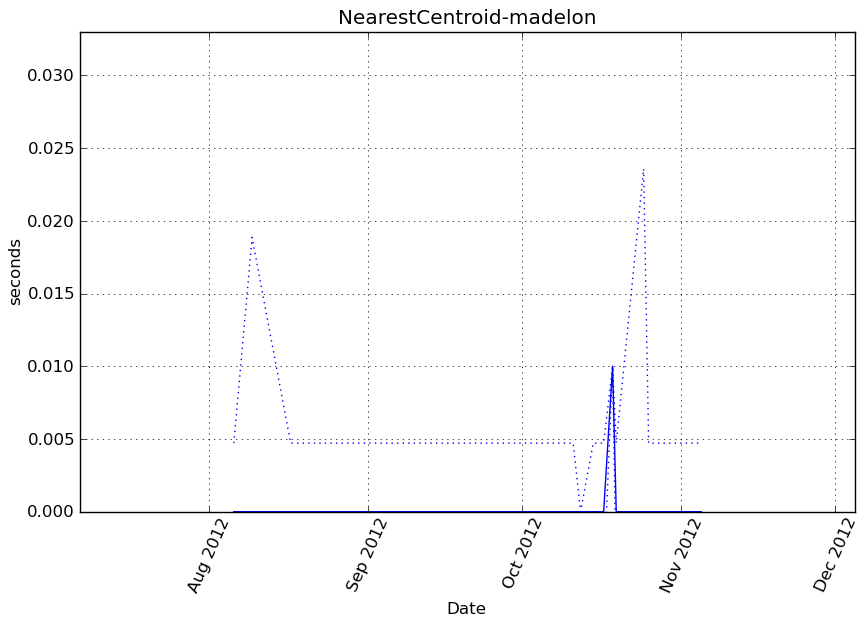 NearestCentroid-madelon
0.030
0.025
0.020
0.015
0.010
0.005
0.000
seconds
Aug 2012
Sep 2012
Oct 2012
Nov 2012
Dec 2012
Date